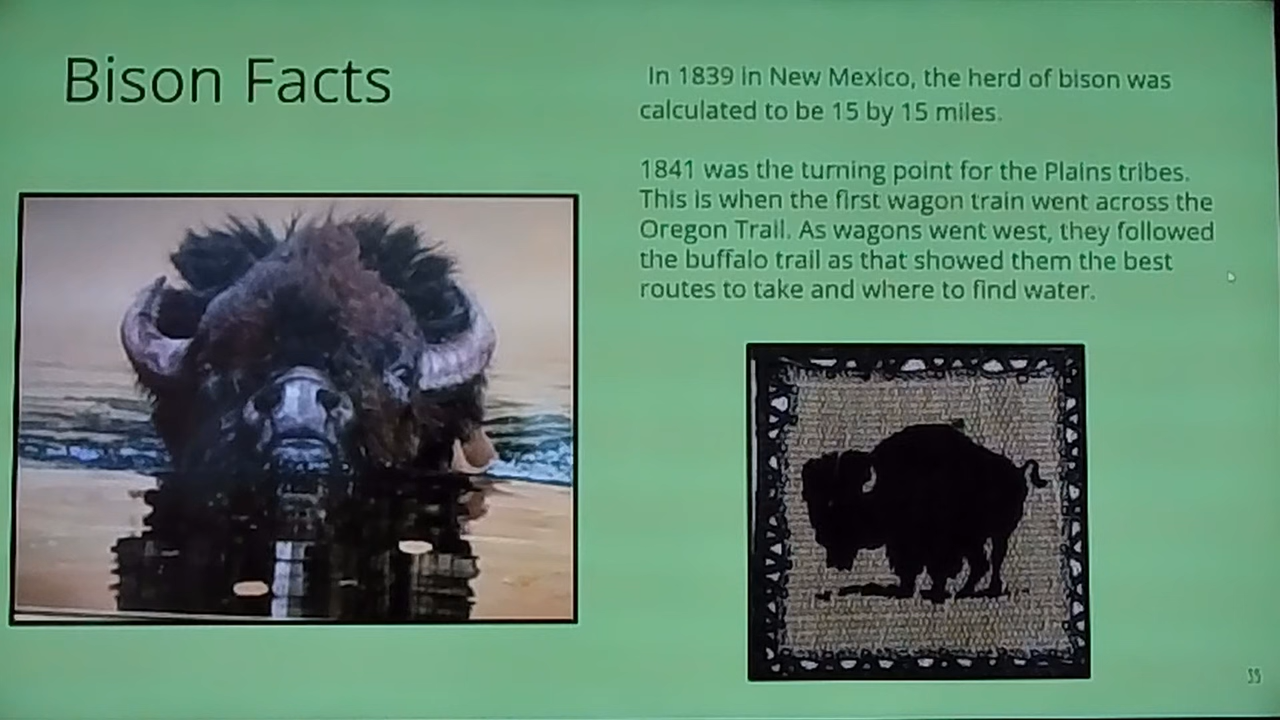 Bison Facts
In 1839 in New Mexico, the herd of bison was
calculated to be 15 by 15 miles.
1841 was the turning point for the Plains tribes.
This is when the first wagon train went across the
Oregon Trail. As wagons went west, they followed
the buffalo trail as that showed them the best
routes to take and where to find water.
39